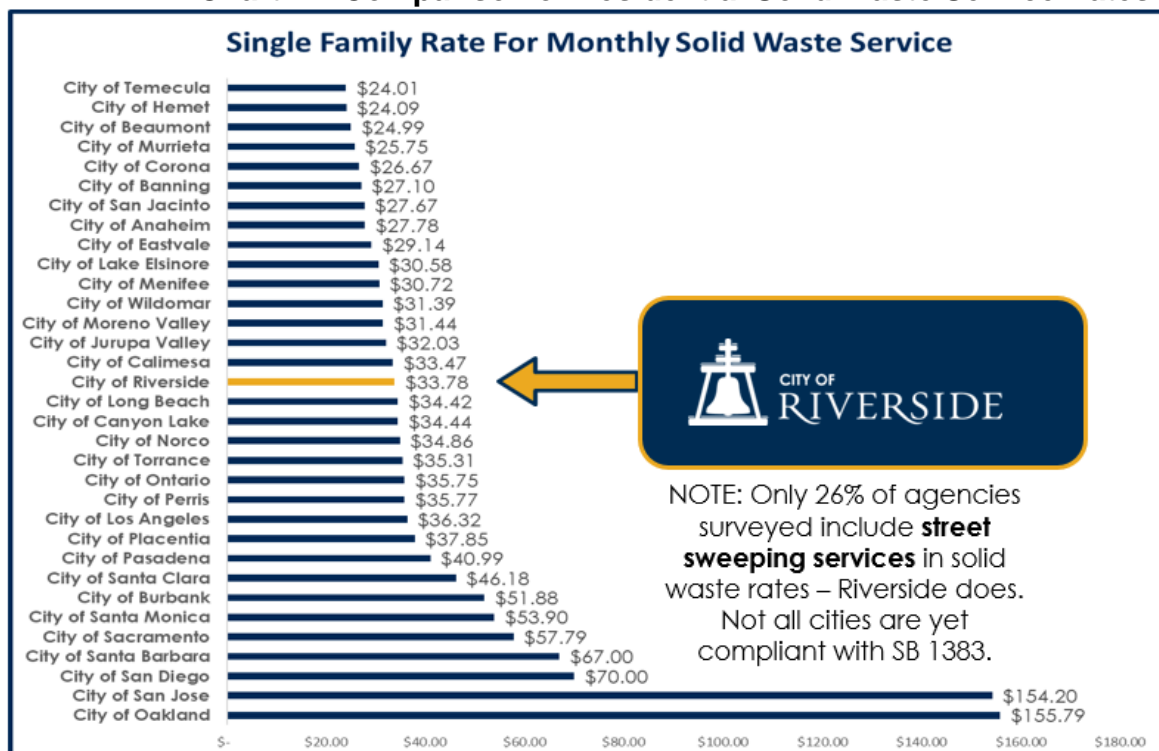 Chart Comparison of Residential Solid Waste Service Rates
Single Family Rate For Monthly Solid Waste Service
City of Temecula $24.01
City of Hemet $24.09
City of Beaumont $24.99
City of Murrieta $25.75
City of Corona $26.67
City of Banning $27.10
City of San Jacinto $27.67
City of Anaheim $27.78
City of Eastvale $29.14
City of Lake Elsinore $30.58
City of Menifee $30.72
City of Wildomar $31.39
City of Moreno Valley $31.44
City of Jurupa Valley $32.03
City of Calimesa $33.47
City of Riverside $33.78
City of Long Beach $34.42
City of Canyon Lake $34.44
City of Norco $34.86
City of Torrance $35.31
City of Ontario $35.75
City of Perris $35.77
City of Los Angeles $36.32
City of Placentia $37.85
City of Pasadena $40.99
City of Santa Clara $46.18
City of Burbank $51.88
City of Santa Monica $53.90
City of Sacramento $57.79
City of Santa Barbara $67.00
City of San Diego $70.00
City of San Jose $154.20
City of Oakland $155.79
$- $20.00 $40.00 $60.00 $80.00 $100.00 $120.00 $140.00 $160.00 $180.00
CITY OF
RIVERSIDE
NOTE: Only 26% of agencies
surveyed include street
sweeping services in solid
waste rates – Riverside does.
Not all cities are yet
compliant with SB 1383.